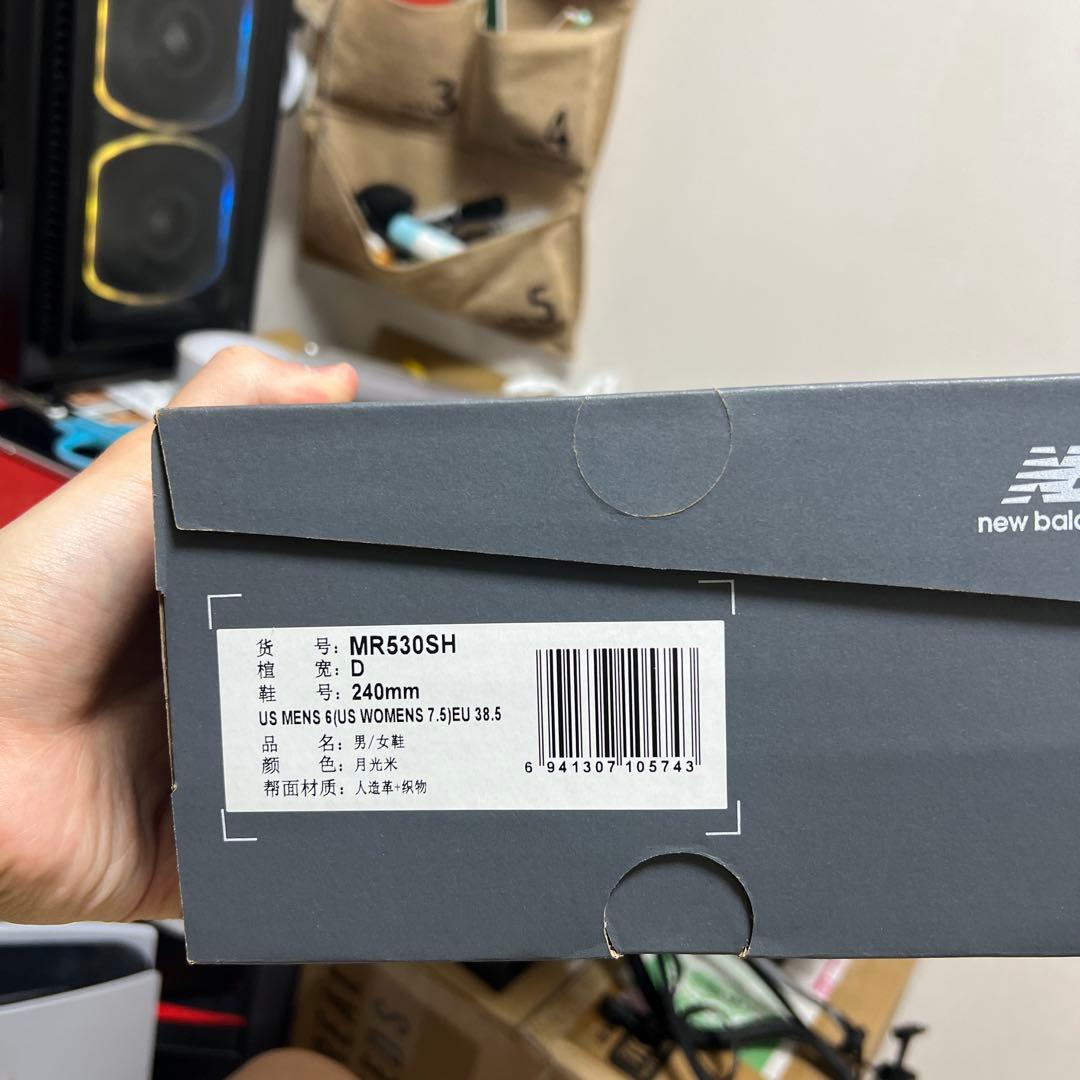 3
4
5
new bala
货 号: MR530SH
楦 宽: D
鞋 号: 240mm
US MENS 6(US WOMENS 7.5)EU 38.5
品 名: 男/女鞋
颜 色: 月光米
帮面材质: 人造革+织物
6 941307 105743